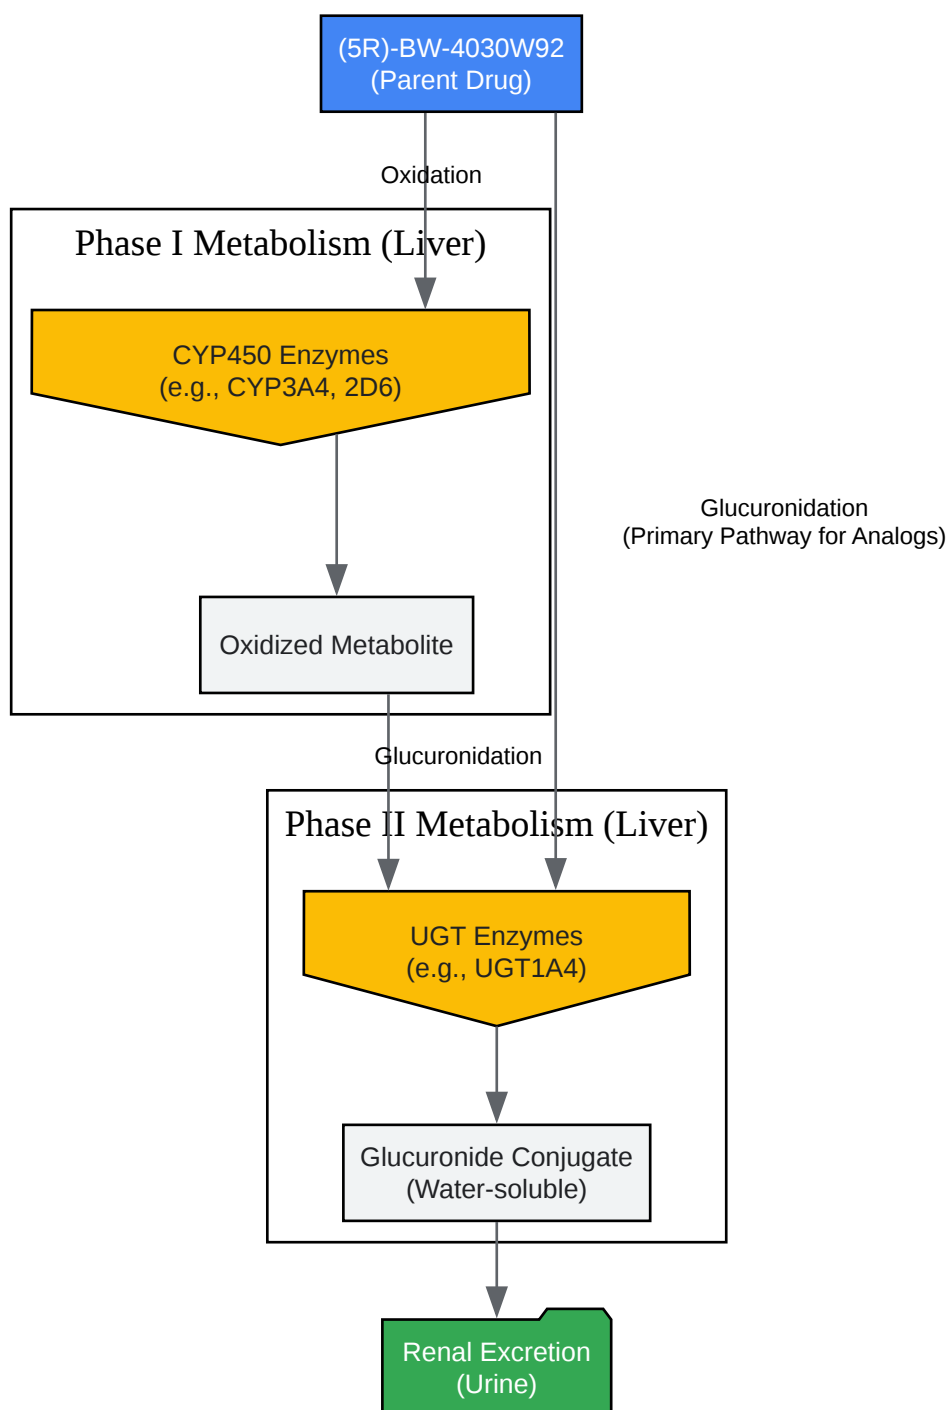 (5R)-BW-4030W92
(Parent Drug)
Oxidation
Phase I Metabolism (Liver)
CYP450 Enzymes
(e.g., CYP3A4, 2D6)
Glucuronidation
(Primary Pathway for Analogs)
Oxidized Metabolite
Glucuronidation
Phase II Metabolism (Liver)
UGT Enzymes
(e.g., UGT1A4)
Glucuronide Conjugate
(Water-soluble)
Renal Excretion
(Urine)